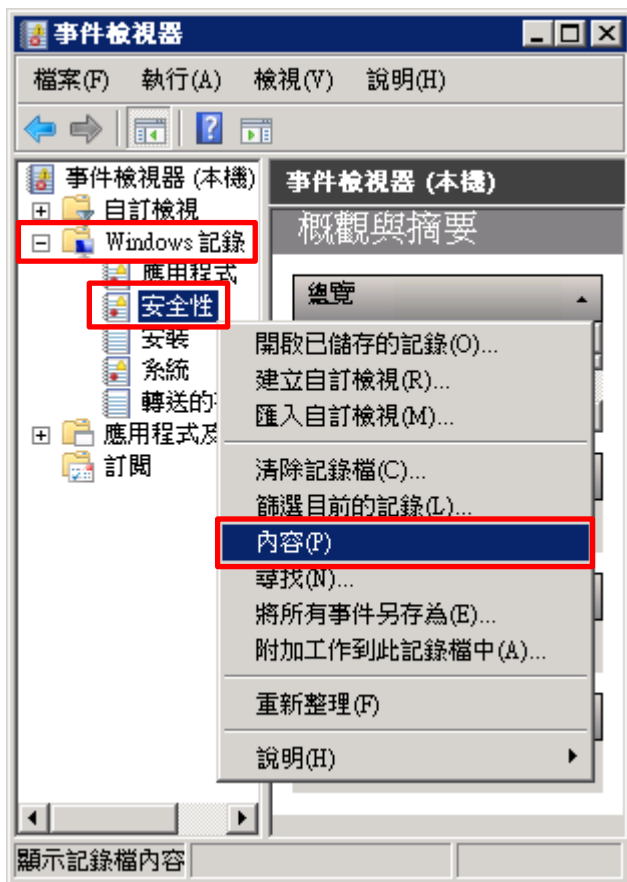 事件檢視器
檔案(F) 執行(A) 檢視(V) 說明(H)
事件檢視器 (本機)
自訂檢視
Windows 記錄
應用程式
安全性
安裝
系統
轉送的
應用程式及
訂閱
事件檢視器 (本機)
概觀與摘要
總覽
開啟已儲存的記錄(O)...
建立自訂檢視(R)...
匯入自訂檢視(M)...
清除記錄檔(C)...
篩選目前的記錄(L)...
內容(P)
尋找(N)...
將所有事件另存為(E)...
附加工作到此記錄檔中(A)...
重新整理(F)
說明(H)
顯示記錄檔內容